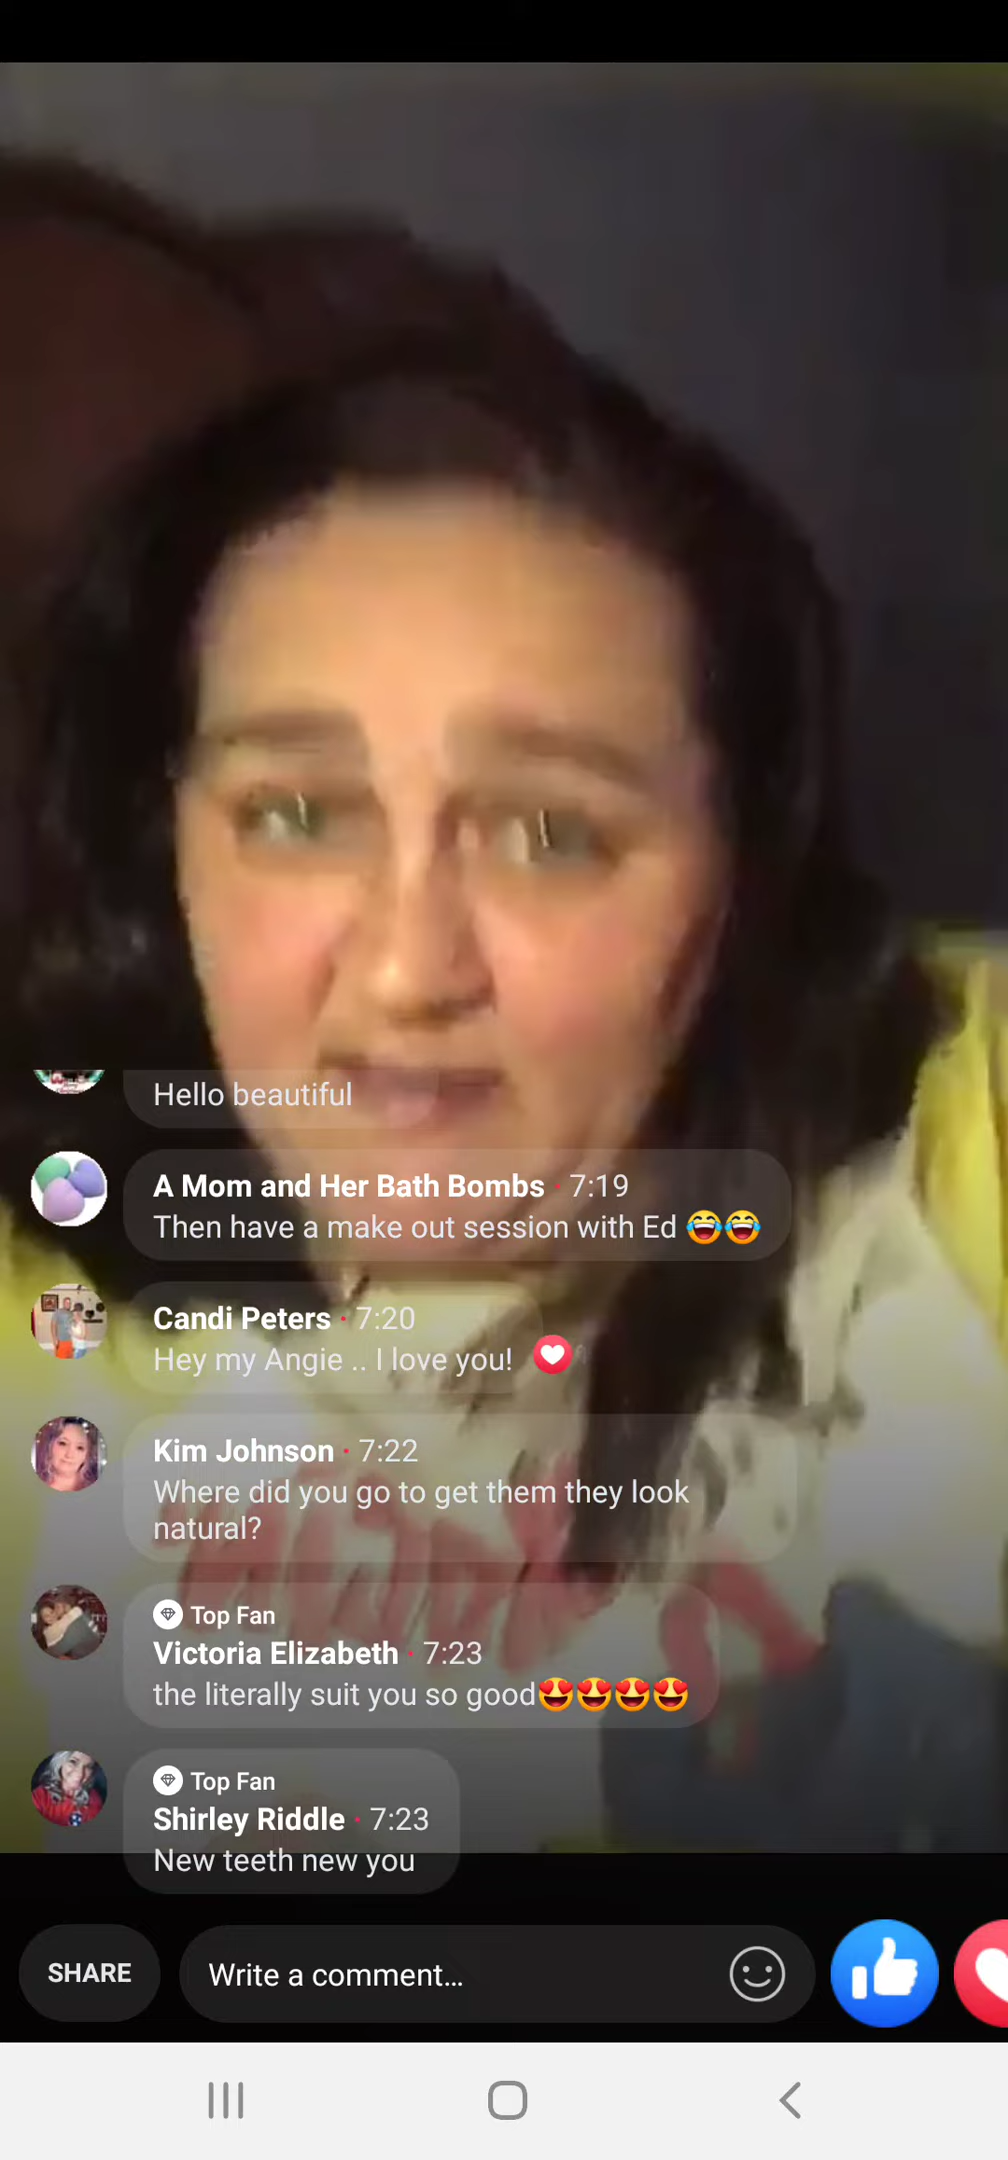 Hello beautiful
A Mom and Her Bath Bombs · 7:19
Then have a make out session with Ed 😂😂
Candi Peters · 7:20
Hey my Angie .. I love you!
Kim Johnson · 7:22
Where did you go to get them they look
natural?
Top Fan
Victoria Elizabeth · 7:23
the literally suit you so good😍😍😍😍
Top Fan
Shirley Riddle · 7:23
New teeth new you
SHARE
Write a comment...